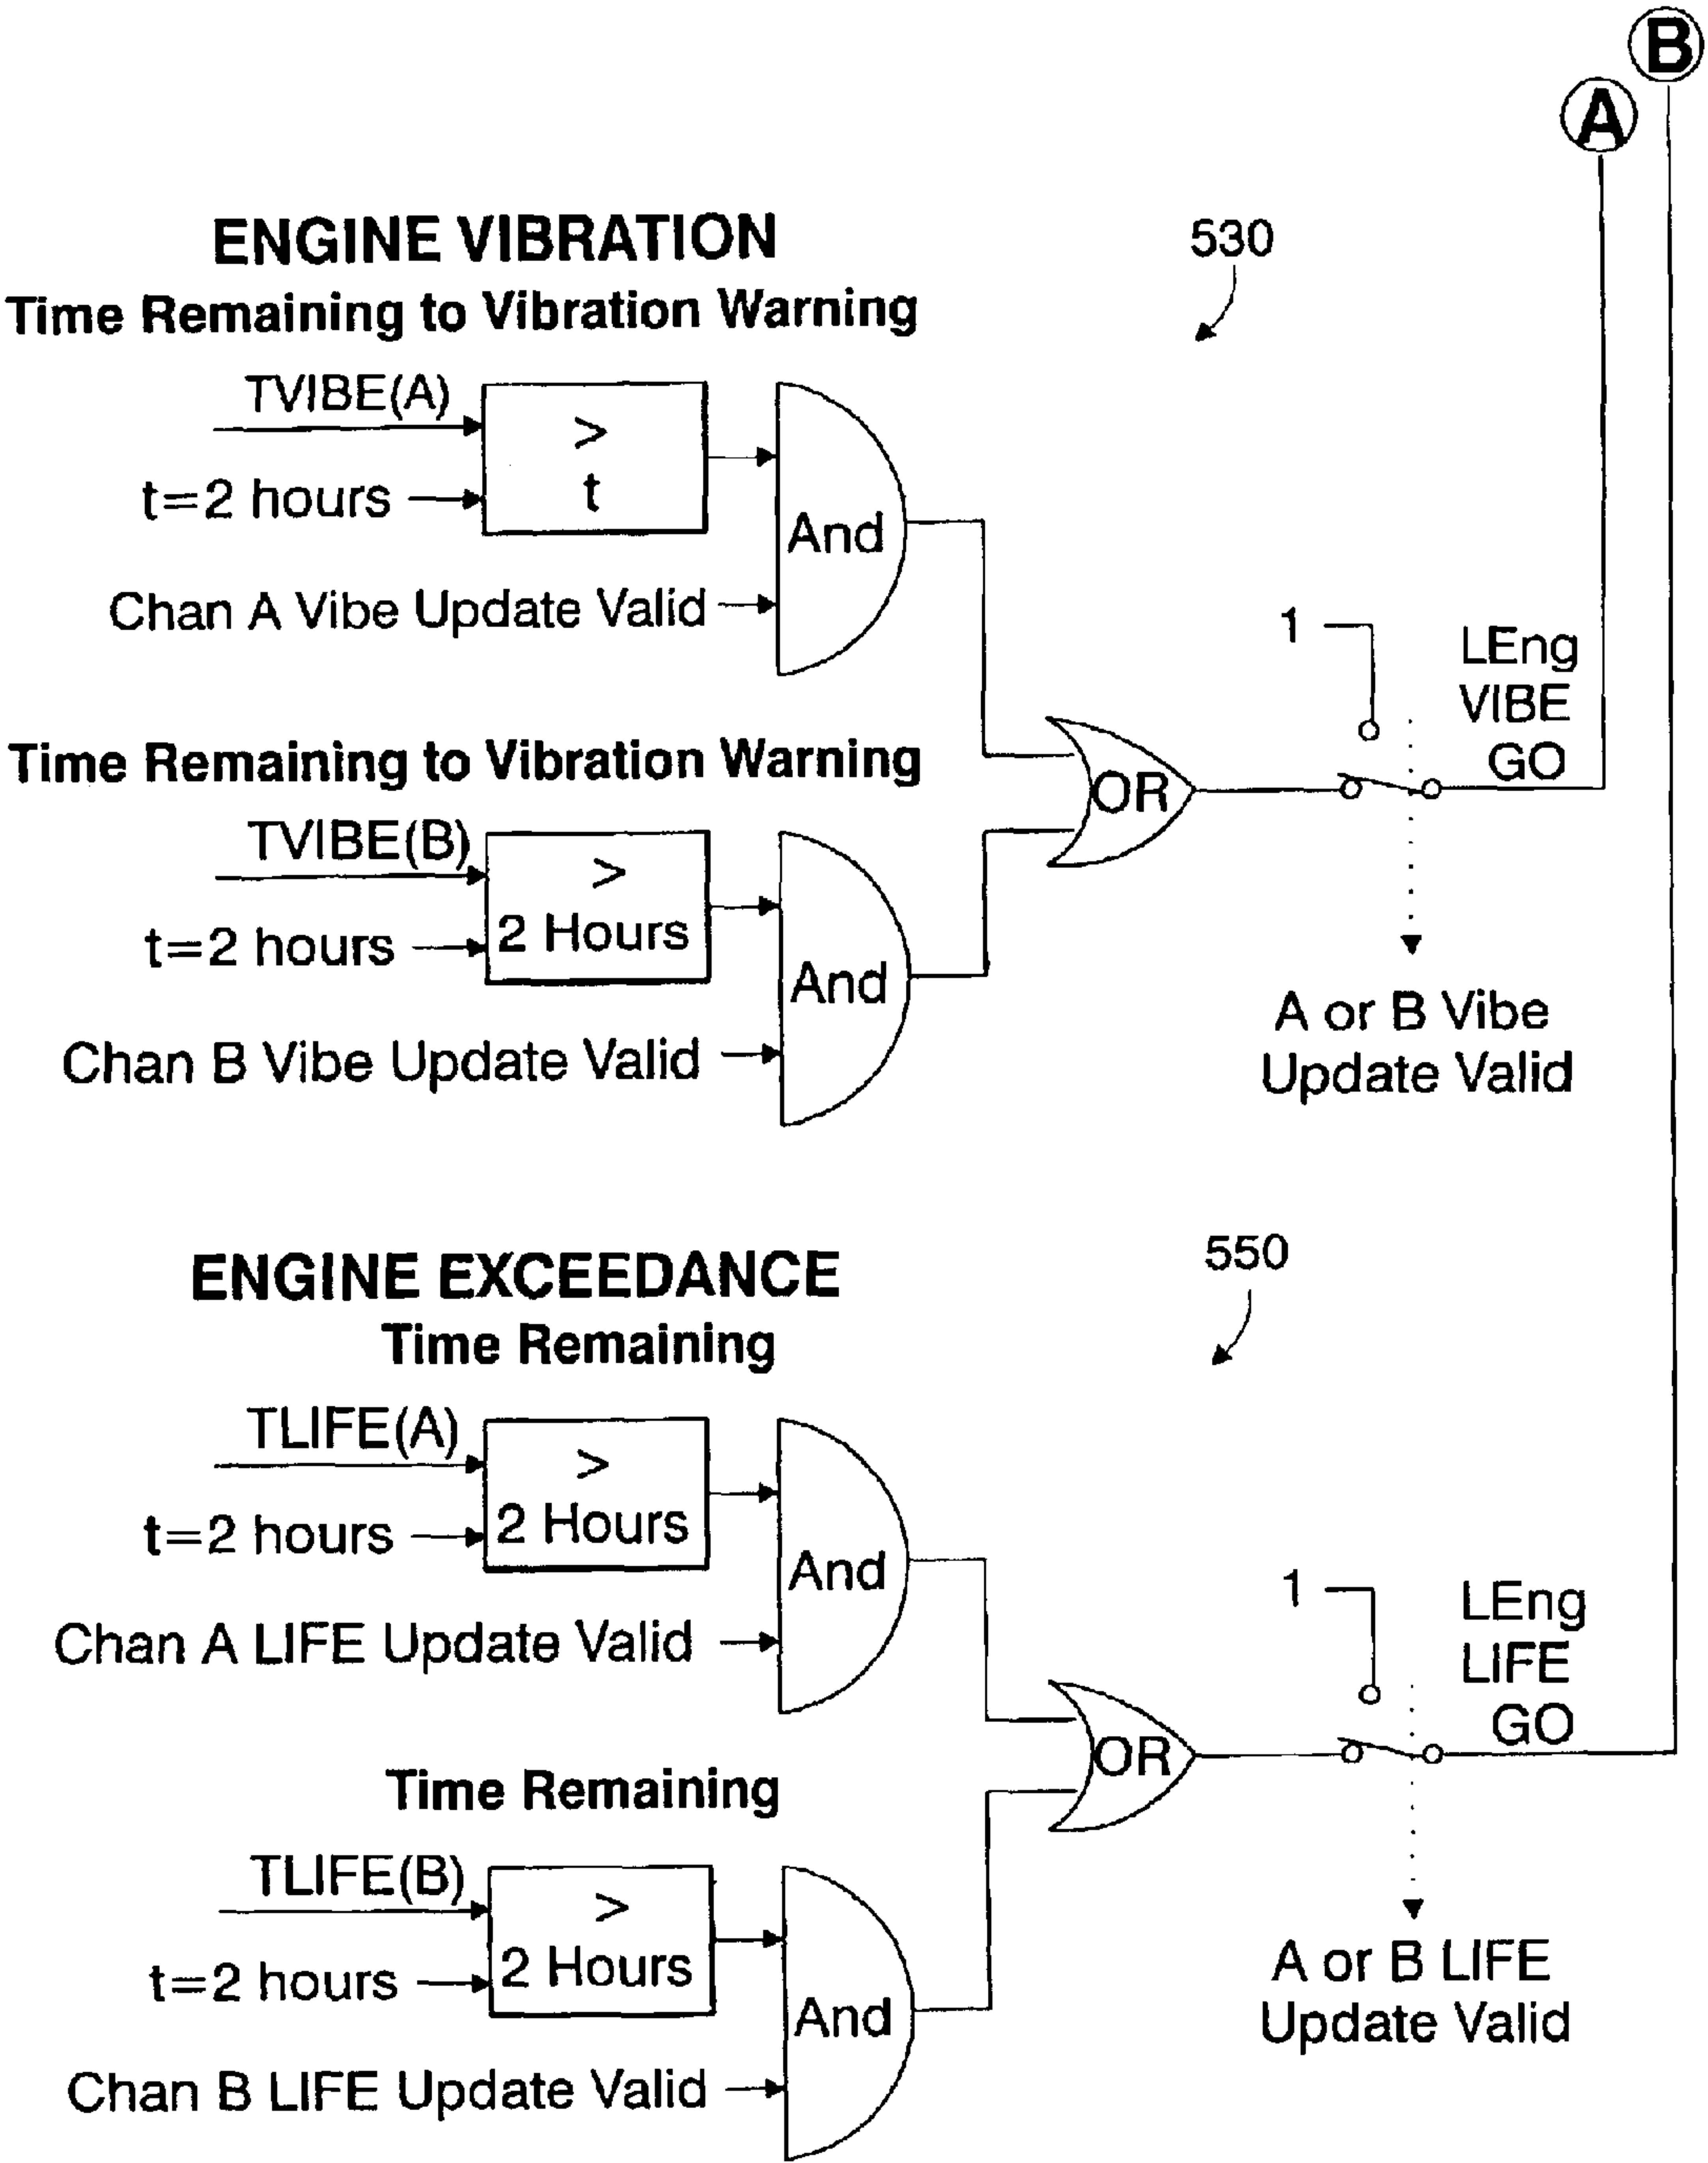 B
A
ENGINE VIBRATION
530
Time Remaining to Vibration Warning
TVIBE(A)
>
t=2 hours
t
And
Chan A Vibe Update Valid
1
LEng
VIBE
GO
Time Remaining to Vibration Warning
OR
TVIBE(B)
>
t=2 hours
2 Hours
And
Chan B Vibe Update Valid
A or B Vibe
Update Valid
ENGINE EXCEEDANCE
550
Time Remaining
TLIFE(A)
>
t=2 hours
2 Hours
And
Chan A LIFE Update Valid
1
LEng
LIFE
GO
OR
Time Remaining
TLIFE(B)
>
t=2 hours
2 Hours
And
Chan B LIFE Update Valid
A or B LIFE
Update Valid